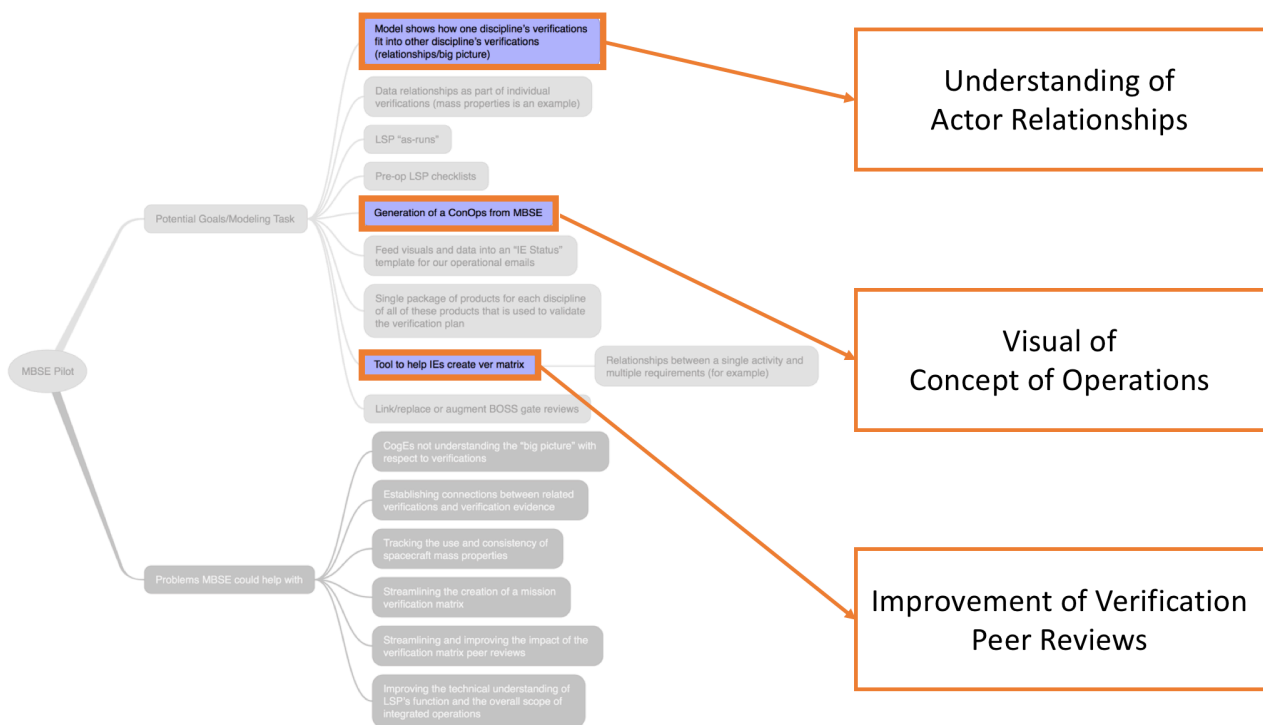 Model shows how one discipline's verifications
fit into other discipline's verifications
(relationships/big picture)
Data relationships as part of individual
verifications (mass properties is an example)
LSP "as-runs"
Pre-op LSP checklists
Potential Goals/Modeling Task
Generation of a ConOps from MBSE
Feed visuals and data into an "IE Status"
template for our operational emails
Single package of products for each discipline
of all of these products that is used to validate
the verification plan
MBSE Pilot
Tool to help IEs create ver matrix
Relationships between a single activity and
multiple requirements (for example)
Link/replace or augment BOSS gate reviews
CogEs not understanding the "big picture" with
respect to verifications
Establishing connections between related
verifications and verification evidence
Tracking the use and consistency of
spacecraft mass properties
Problems MBSE could help with
Streamlining the creation of a mission
verification matrix
Streamlining and improving the impact of the
verification matrix peer reviews
Improving the technical understanding of
LSP's function and the overall scope of
integrated operations
Understanding of
Actor Relationships
Visual of
Concept of Operations
Improvement of Verification
Peer Reviews